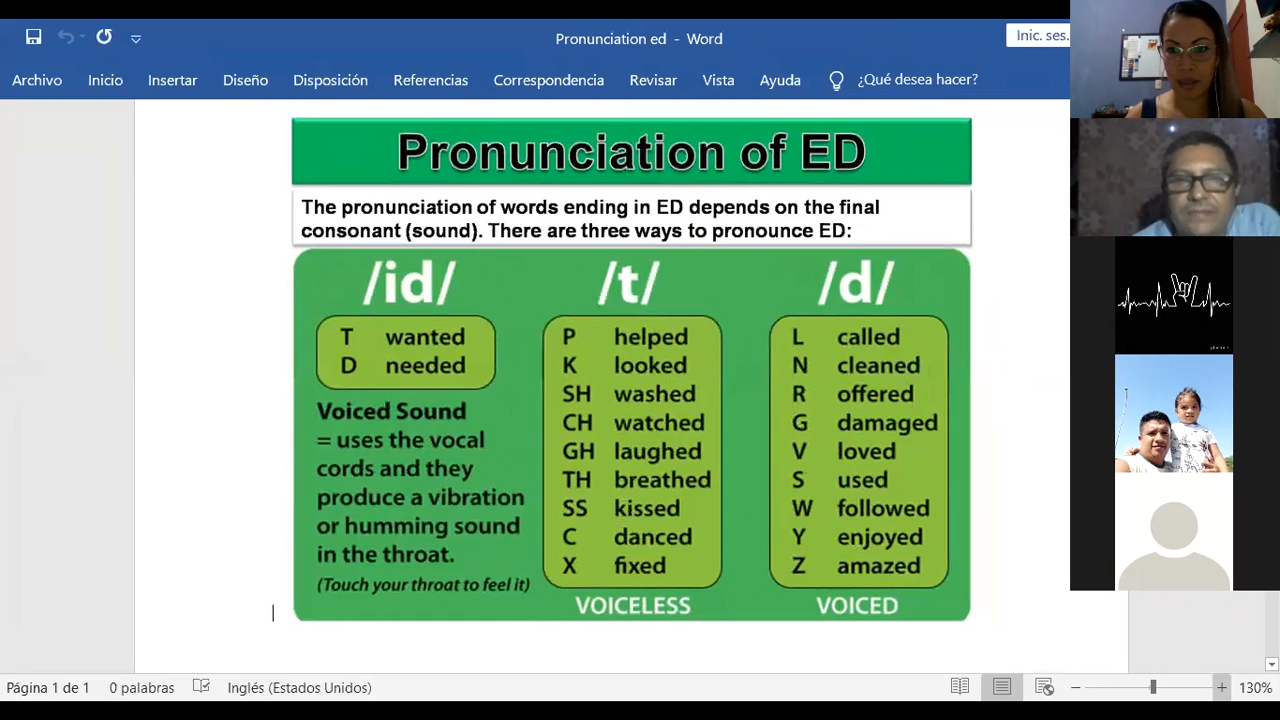 Pronunciation ed - Word
Inic. ses.
Archivo Inicio Insertar Diseño Disposición Referencias Correspondencia Revisar Vista Ayuda ¿Qué desea hacer?
Pronunciation of ED
The pronunciation of words ending in ED depends on the final
consonant (sound). There are three ways to pronounce ED:
/id/
T wanted
D needed
Voiced Sound
= uses the vocal
cords and they
produce a vibration
or humming sound
in the throat.
(Touch your throat to feel it)
/t/
P helped
K looked
SH washed
CH watched
GH laughed
TH breathed
SS kissed
C danced
X fixed
VOICELESS
/d/
L called
N cleaned
R offered
G damaged
V loved
S used
W followed
Y enjoyed
Z amazed
VOICED
Página 1 de 1 0 palabras Inglés (Estados Unidos) 130%